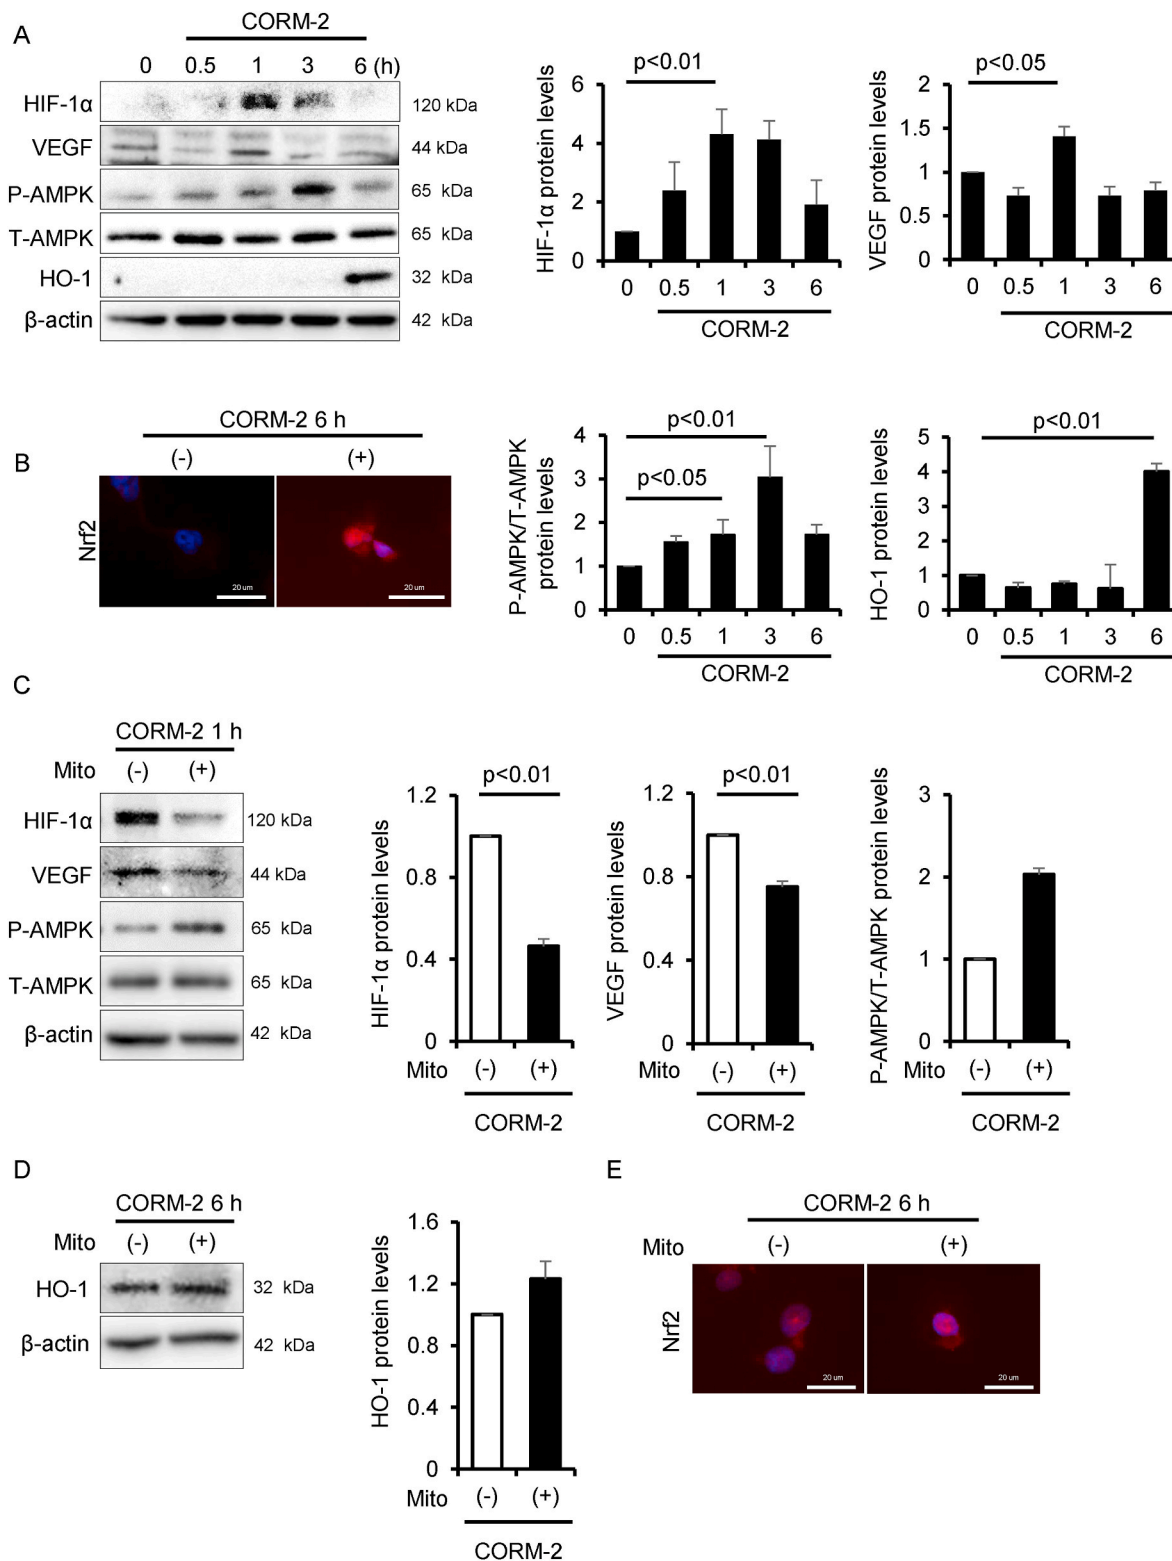 A
CORM-2
0 0.5 1 3 6 (h)
HIF-1α 120 kDa
VEGF 44 kDa
P-AMPK 65 kDa
T-AMPK 65 kDa
HO-1 32 kDa
β-actin 42 kDa
p<0.01
HIF-1α protein levels
6
4
2
0
0 0.5 1 3 6
CORM-2
p<0.05
VEGF protein levels
2
1.5
1
0.5
0
0 0.5 1 3 6
CORM-2
B
CORM-2 6 h
(-) (+)
Nrf2
20 um
20 um
p<0.01
p<0.05
P-AMPK/T-AMPK
protein levels
4
3
2
1
0
0 0.5 1 3 6
CORM-2
p<0.01
HO-1 protein levels
5
4
3
2
1
0
0 0.5 1 3 6
CORM-2
C
CORM-2 1 h
Mito (-) (+)
HIF-1α 120 kDa
VEGF 44 kDa
P-AMPK 65 kDa
T-AMPK 65 kDa
β-actin 42 kDa
p<0.01
HIF-1α protein levels
1.2
0.8
0.4
0
Mito (-) (+)
CORM-2
p<0.01
VEGF protein levels
1.2
0.8
0.4
0
Mito (-) (+)
CORM-2
P-AMPK/T-AMPK protein levels
3
2
1
0
Mito (-) (+)
CORM-2
D
CORM-2 6 h
Mito (-) (+)
HO-1 32 kDa
β-actin 42 kDa
HO-1 protein levels
1.6
1.2
0.8
0.4
0
Mito (-) (+)
CORM-2
E
CORM-2 6 h
Mito (-) (+)
Nrf2
20 um
20 um